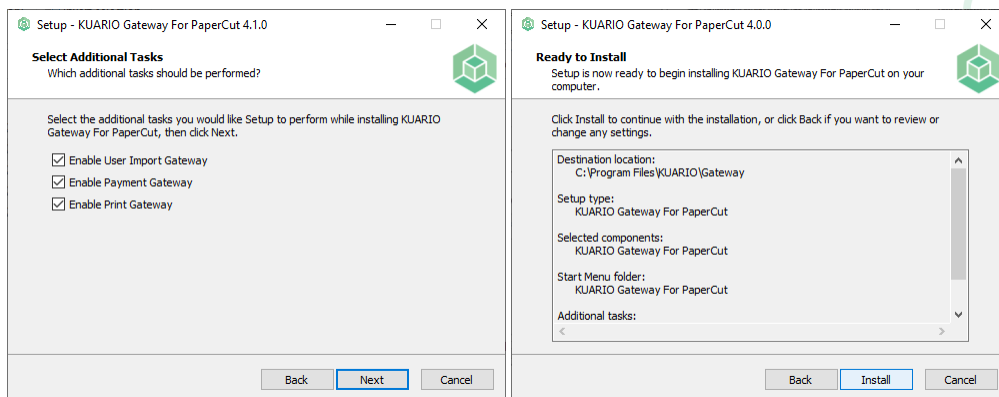 Setup - KUARIO Gateway For PaperCut 4.1.0
Select Additional Tasks
Which additional tasks should be performed?
Select the additional tasks you would like Setup to perform while installing KUARIO
Gateway For PaperCut, then click Next.
Enable User Import Gateway
Enable Payment Gateway
Enable Print Gateway
Back
Next
Cancel
Setup - KUARIO Gateway For PaperCut 4.0.0
Ready to Install
Setup is now ready to begin installing KUARIO Gateway For PaperCut on your
computer.
Click Install to continue with the installation, or click Back if you want to review or
change any settings.
Destination location:
C:\Program Files\KUARIO\Gateway
Setup type:
KUARIO Gateway For PaperCut
Selected components:
KUARIO Gateway For PaperCut
Start Menu folder:
KUARIO Gateway For PaperCut
Additional tasks:
Back
Install
Cancel